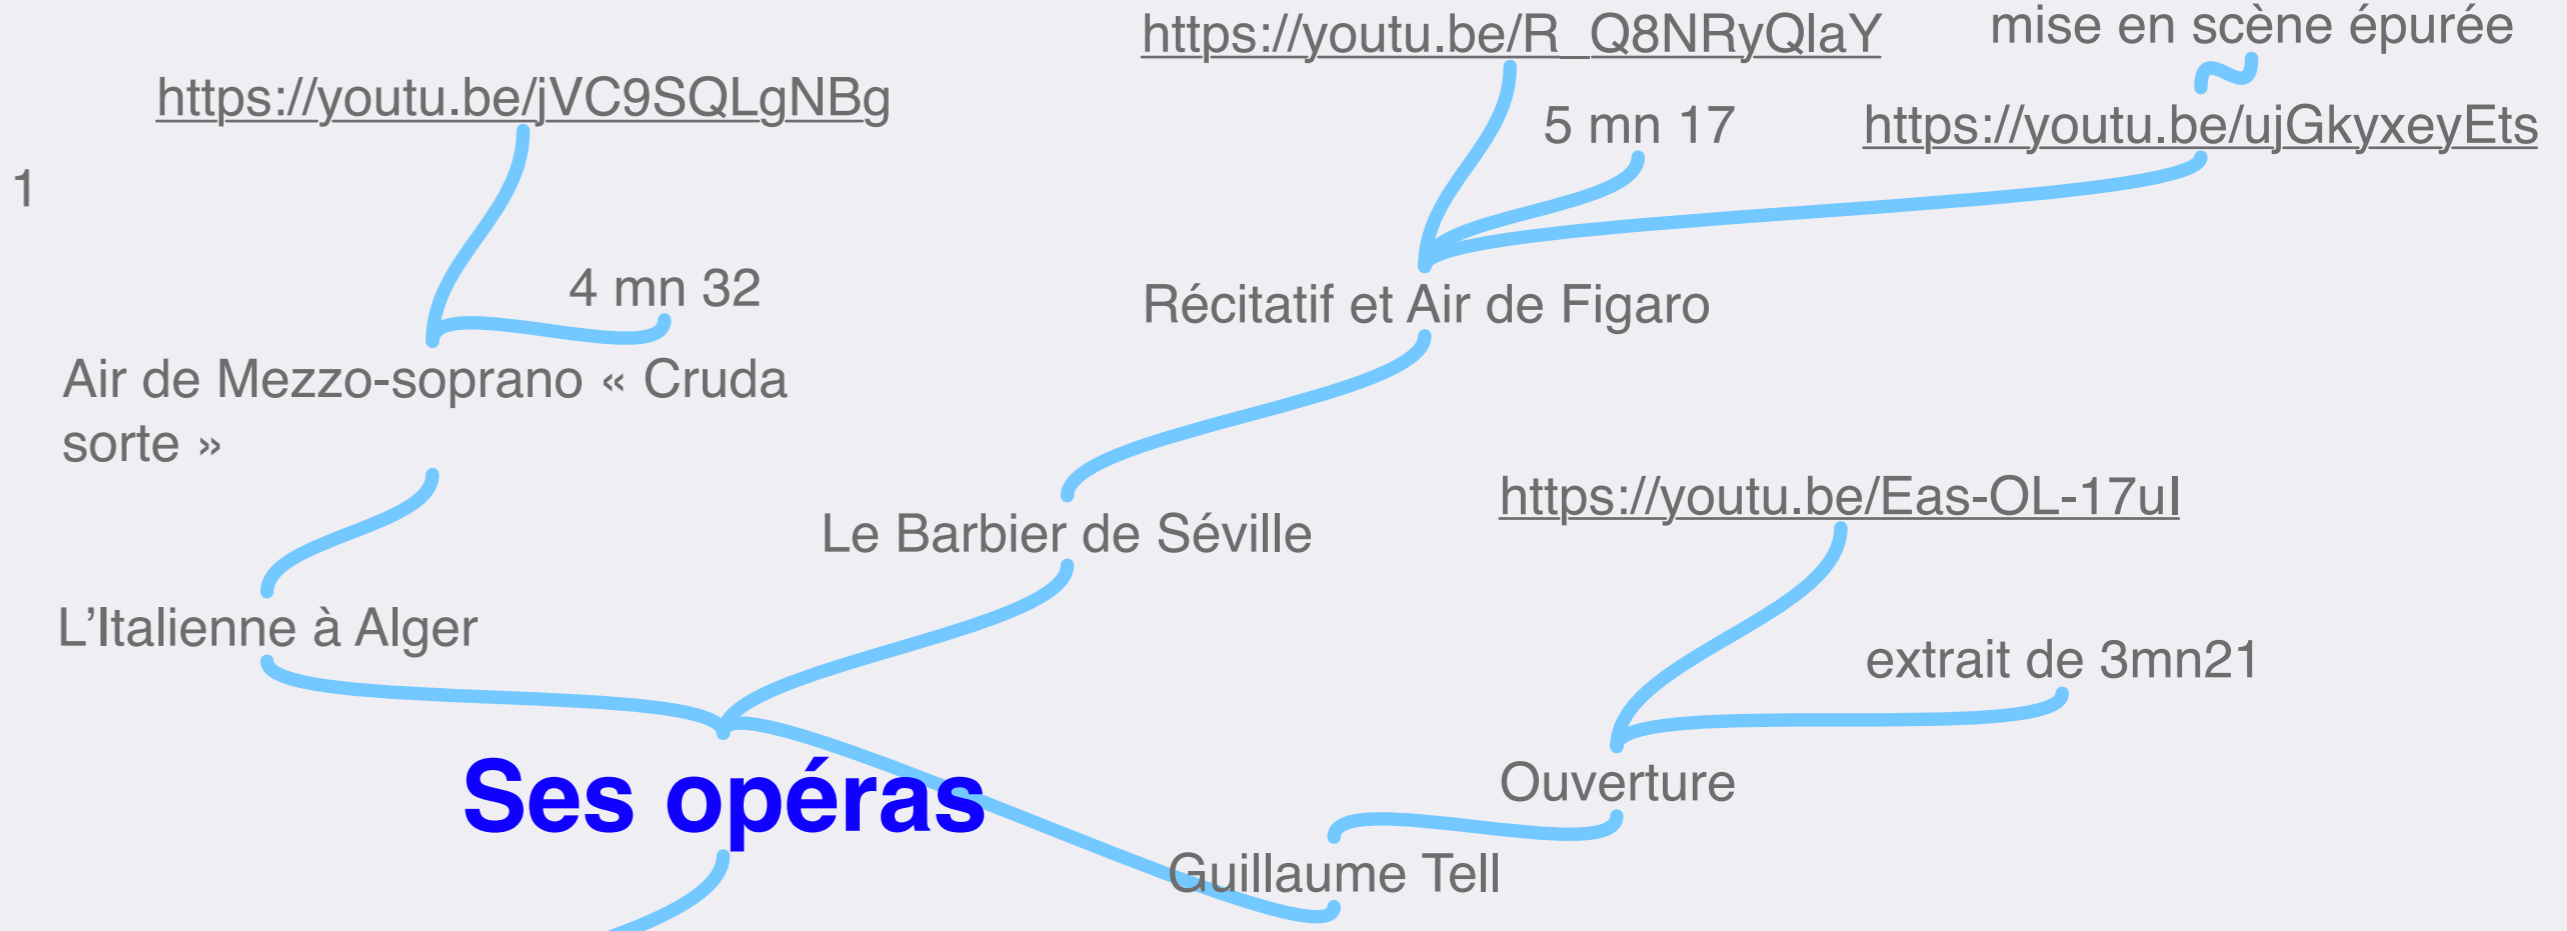 https://youtu.be/R_Q8NRyQlaY
mise en scène épurée
https://youtu.be/jVC9SQLgNBg
5 mn 17
https://youtu.be/ujGkyxeyEts
1
4 mn 32
Récitatif et Air de Figaro
Air de Mezzo-soprano « Cruda
sorte »
https://youtu.be/Eas-OL-17uI
Le Barbier de Séville
L’Italienne à Alger
extrait de 3mn21
Ses opéras
Ouverture
Guillaume Tell